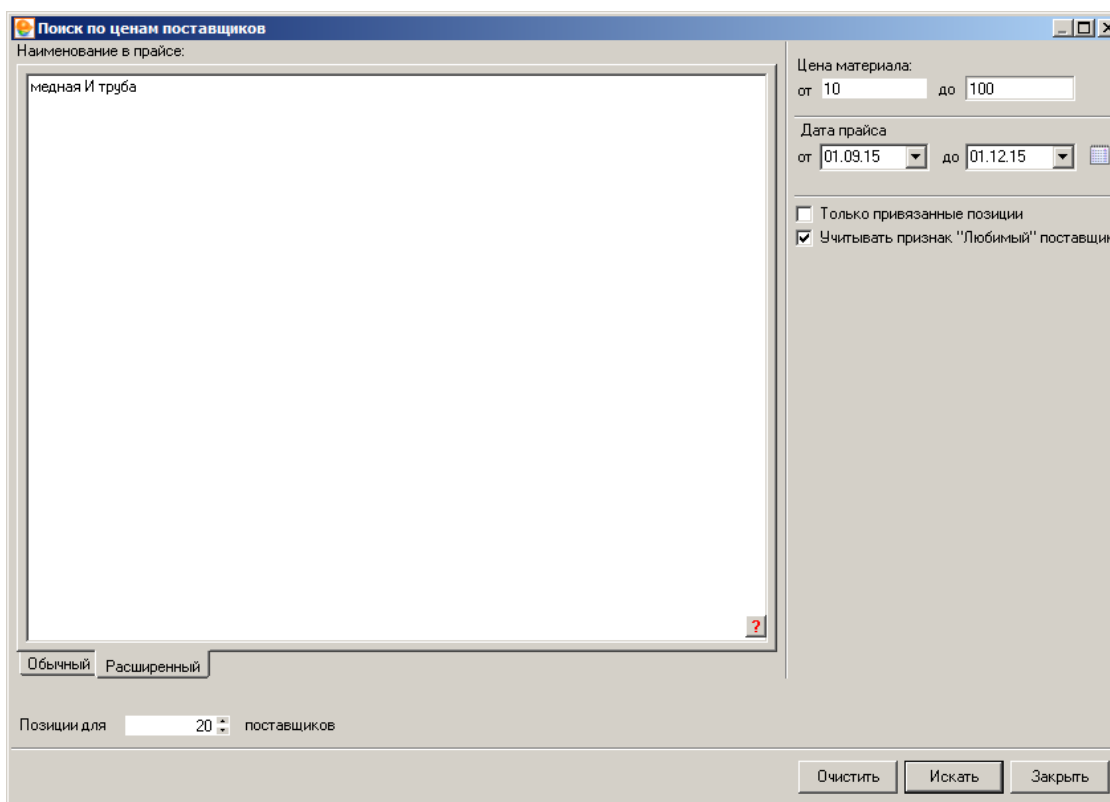 Поиск по ценам поставщиков
Наименование в прайсе:
медная И труба
?
Обычный
Расширенный
Позиции для 20 поставщиков
Цена материала:
от 10 до 100
Дата прайса
от 01.09.15 до 01.12.15
Только привязанные позиции
Учитывать признак "Любимый" поставщик
Очистить
Искать
Закрыть